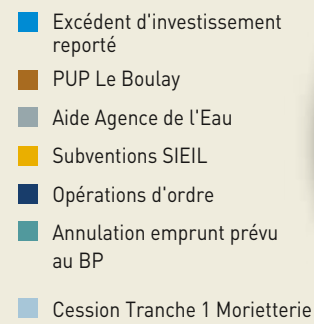 Excédent d'investissement
reporté
PUP Le Boulay
Aide Agence de l'Eau
Subventions SIEIL
Opérations d'ordre
Annulation emprunt prévu
au BP
Cession Tranche 1 Morietterie